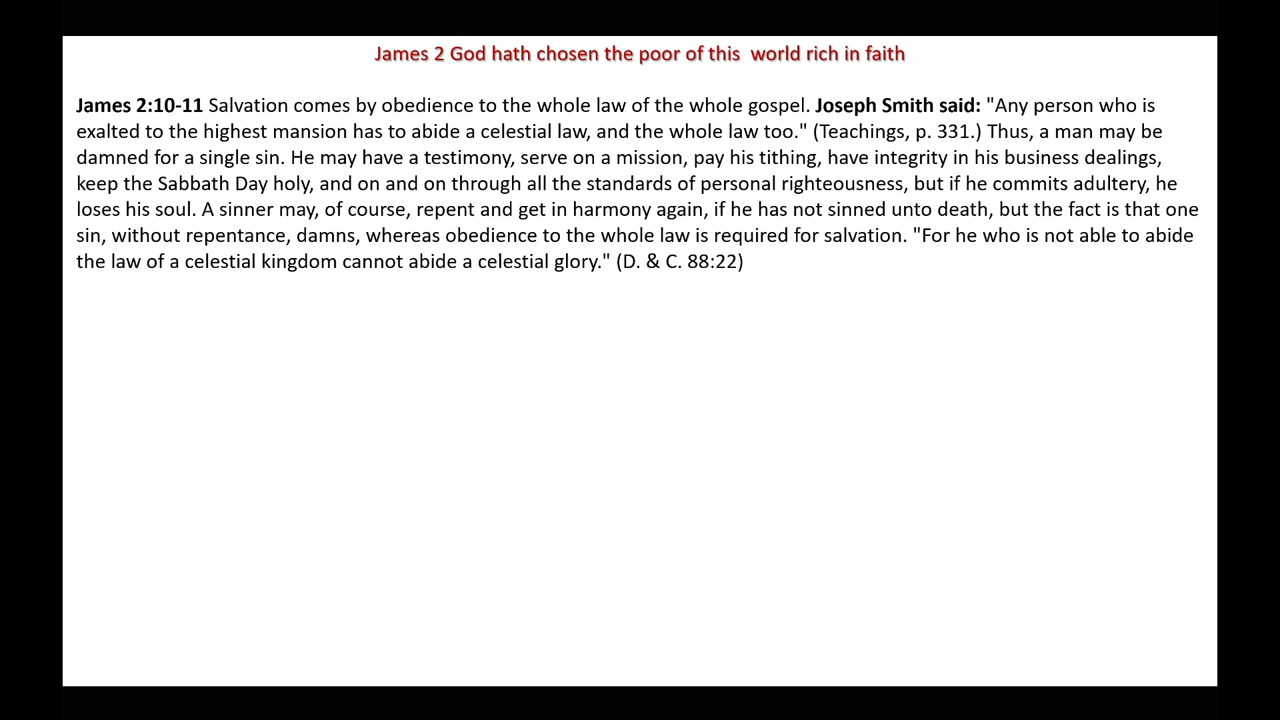 James 2 God hath chosen the poor of this  world rich in faith
James 2:10-11 Salvation comes by obedience to the whole law of the whole gospel. Joseph Smith said: "Any person who is
exalted to the highest mansion has to abide a celestial law, and the whole law too." (Teachings, p. 331.) Thus, a man may be
damned for a single sin. He may have a testimony, serve on a mission, pay his tithing, have integrity in his business dealings,
keep the Sabbath Day holy, and on and on through all the standards of personal righteousness, but if he commits adultery, he
loses his soul. A sinner may, of course, repent and get in harmony again, if he has not sinned unto death, but the fact is that one
sin, without repentance, damns, whereas obedience to the whole law is required for salvation. "For he who is not able to abide
the law of a celestial kingdom cannot abide a celestial glory." (D. & C. 88:22)